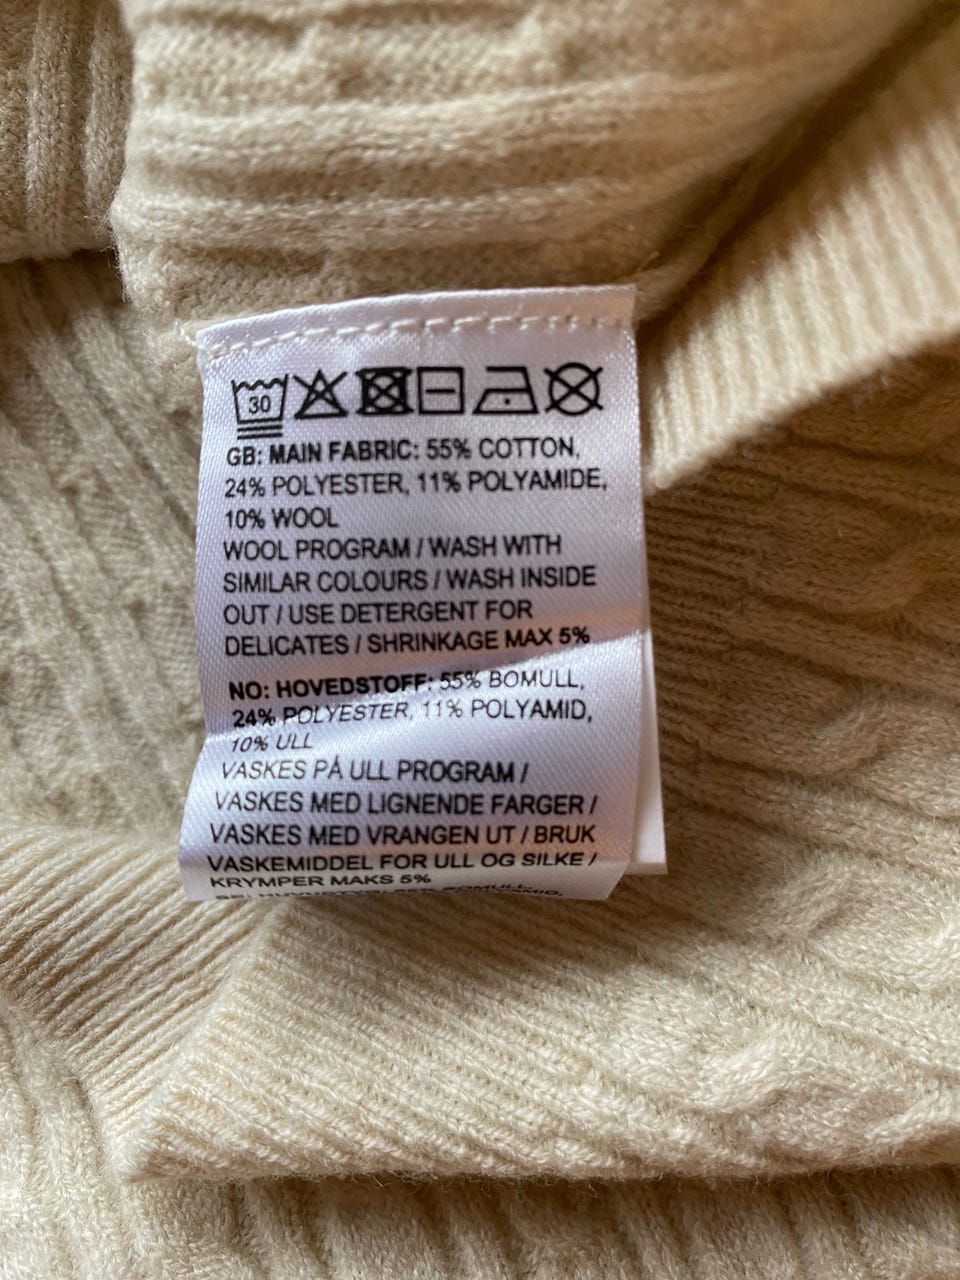 30
GB: MAIN FABRIC: 55% COTTON,
24% POLYESTER, 11% POLYAMIDE,
10% WOOL
WOOL PROGRAM / WASH WITH
SIMILAR COLOURS / WASH INSIDE
OUT / USE DETERGENT FOR
DELICATES / SHRINKAGE MAX 5%
NO: HOVEDSTOFF: 55% BOMULL,
24% POLYESTER, 11% POLYAMID,
10% ULL
VASKES PÅ ULL PROGRAM /
VASKES MED LIGNENDE FARGER /
VASKES MED VRANGEN UT / BRUK
VASKEMIDDEL FOR ULL OG SILKE /
KRYMPER MAKS 5%
BOMULL,